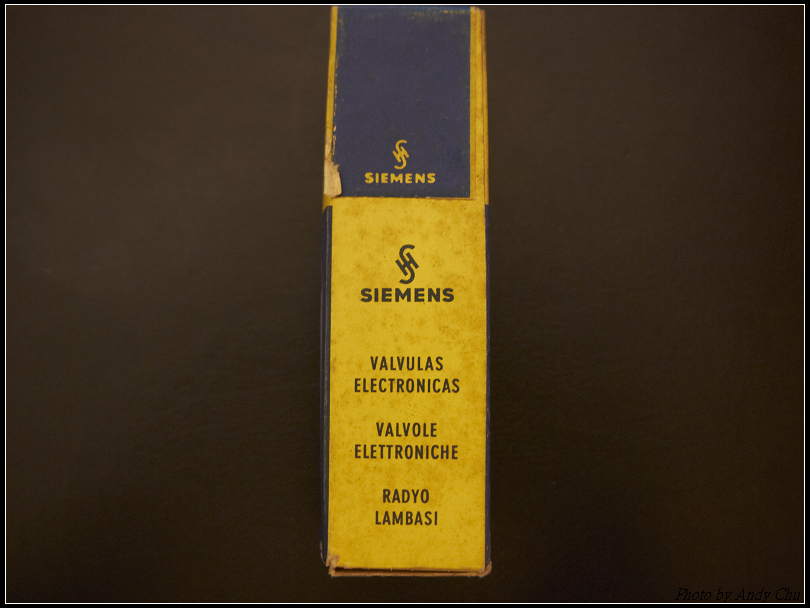 SIEMENS
SIEMENS
VALVULAS
ELECTRONICAS
VALVOLE
ELETTRONICHE
RADYO
LAMBASI
Photo by Andy Chu